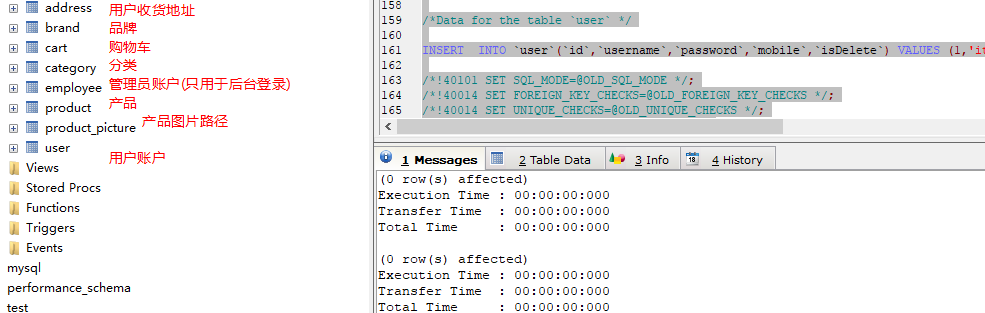 address 用户收货地址
brand 品牌
cart 购物车
category 分类
employee 管理员账户(只用于后台登录)
product 产品
product_picture 产品图片路径
user 用户账户
Views
Stored Procs
Functions
Triggers
Events
mysql
performance_schema
test
158
159 /*Data for the table `user` */
160
161 INSERT  INTO `user`(`id`,`username`,`password`,`mobile`,`isDelete`) VALUES (1,'it
162
163 /*!40101 SET SQL_MODE=@OLD_SQL_MODE */;
164 /*!40014 SET FOREIGN_KEY_CHECKS=@OLD_FOREIGN_KEY_CHECKS */;
165 /*!40014 SET UNIQUE_CHECKS=@OLD_UNIQUE_CHECKS */;
1 Messages 2 Table Data 3 Info 4 History
(0 row(s) affected)
Execution Time : 00:00:00:000
Transfer Time  : 00:00:00:000
Total Time     : 00:00:00:000
(0 row(s) affected)
Execution Time : 00:00:00:000
Transfer Time  : 00:00:00:000
Total Time     : 00:00:00:000